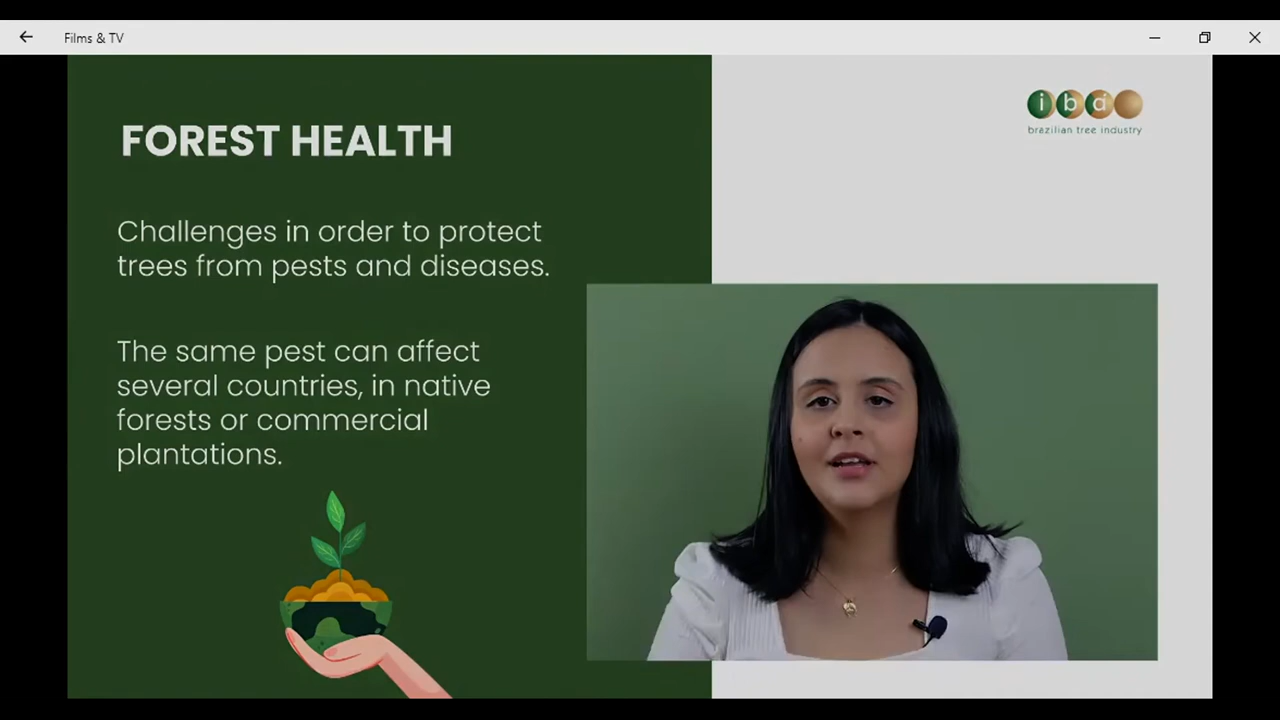 Films & TV
FOREST HEALTH
iba
brazilian tree industry
Challenges in order to protect
trees from pests and diseases.
The same pest can affect
several countries, in native
forests or commercial
plantations.